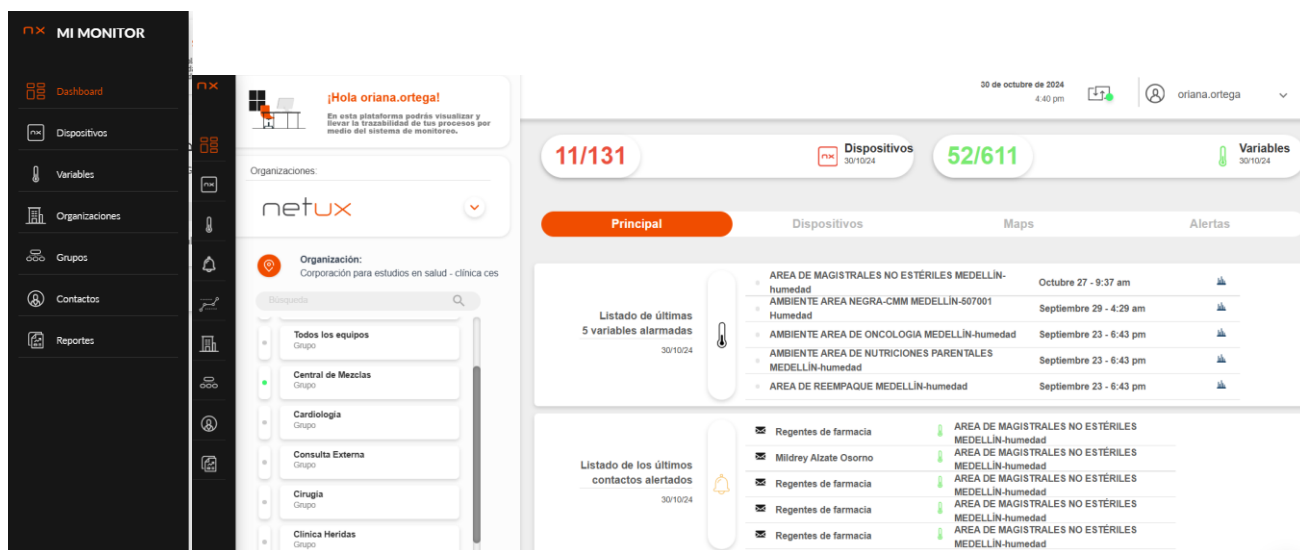 nx MI MONITOR
Dashboard
Dispositivos
Variables
Organizaciones
Grupos
Contactos
Reportes
nx
¡Hola oriana.ortega!
En esta plataforma podrás visualizar y
llevar la trazabilidad de tus procesos por
medio del sistema de monitoreo.
Organizaciones:
netux
Organización:
Corporación para estudios en salud - clínica ces
Búsqueda
Todos los equipos
Grupo
Central de Mezclas
Grupo
Cardiología
Grupo
Consulta Externa
Grupo
Cirugía
Grupo
Clínica Heridas
Grupo
30 de octubre de 2024
4:40 pm
oriana.ortega
11/131
nx
Dispositivos
30/10/24
52/611
Variables
30/10/24
Principal
Dispositivos
Maps
Alertas
Listado de últimas
5 variables alarmadas
30/10/24
AREA DE MAGISTRALES NO ESTÉRILES MEDELLÍN-
humedad
Octubre 27 - 9:37 am
AMBIENTE AREA NEGRA-CMM MEDELLÍN-507001
Humedad
Septiembre 29 - 4:29 am
AMBIENTE AREA DE ONCOLOGIA MEDELLÍN-humedad
Septiembre 23 - 6:43 pm
AMBIENTE AREA DE NUTRICIONES PARENTALES
MEDELLÍN-humedad
Septiembre 23 - 6:43 pm
AREA DE REEMPAQUE MEDELLÍN-humedad
Septiembre 23 - 6:43 pm
Listado de los últimos
contactos alertados
30/10/24
Regentes de farmacia
AREA DE MAGISTRALES NO ESTÉRILES
MEDELLÍN-humedad
Mildrey Alzate Osorno
AREA DE MAGISTRALES NO ESTÉRILES
MEDELLÍN-humedad
Regentes de farmacia
AREA DE MAGISTRALES NO ESTÉRILES
MEDELLÍN-humedad
Regentes de farmacia
AREA DE MAGISTRALES NO ESTÉRILES
MEDELLÍN-humedad
Regentes de farmacia
AREA DE MAGISTRALES NO ESTÉRILES
MEDELLÍN-humedad